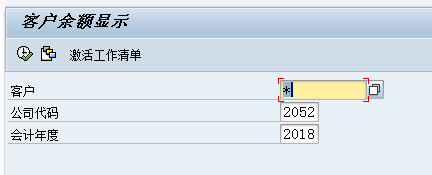 客户余额显示
激活工作清单
客户 *
公司代码 2052
会计年度 2018